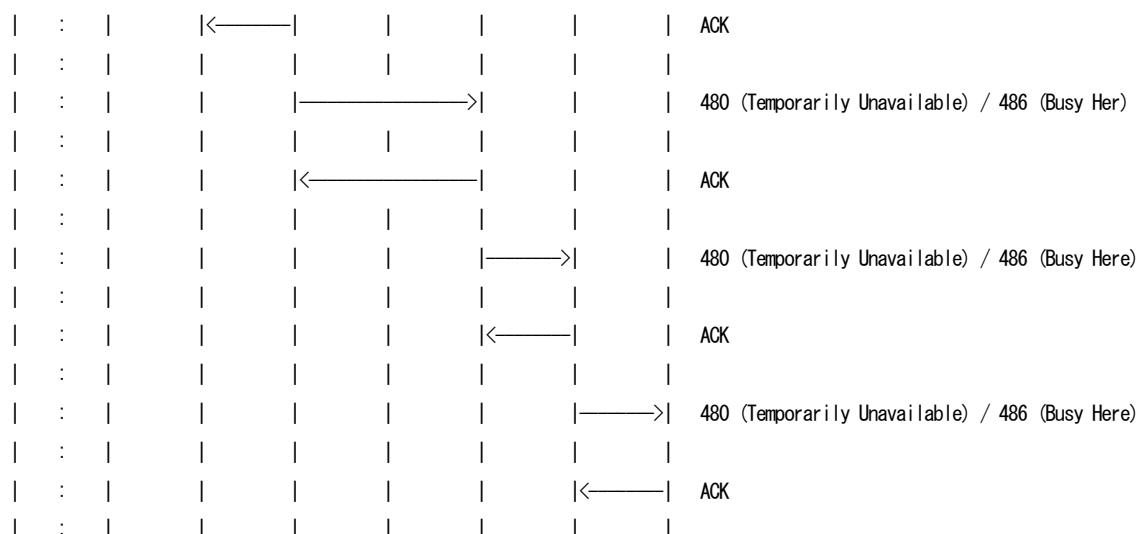 ACK
480 (Temporarily Unavailable) / 486 (Busy Her)
ACK
480 (Temporarily Unavailable) / 486 (Busy Here)
ACK
480 (Temporarily Unavailable) / 486 (Busy Here)
ACK